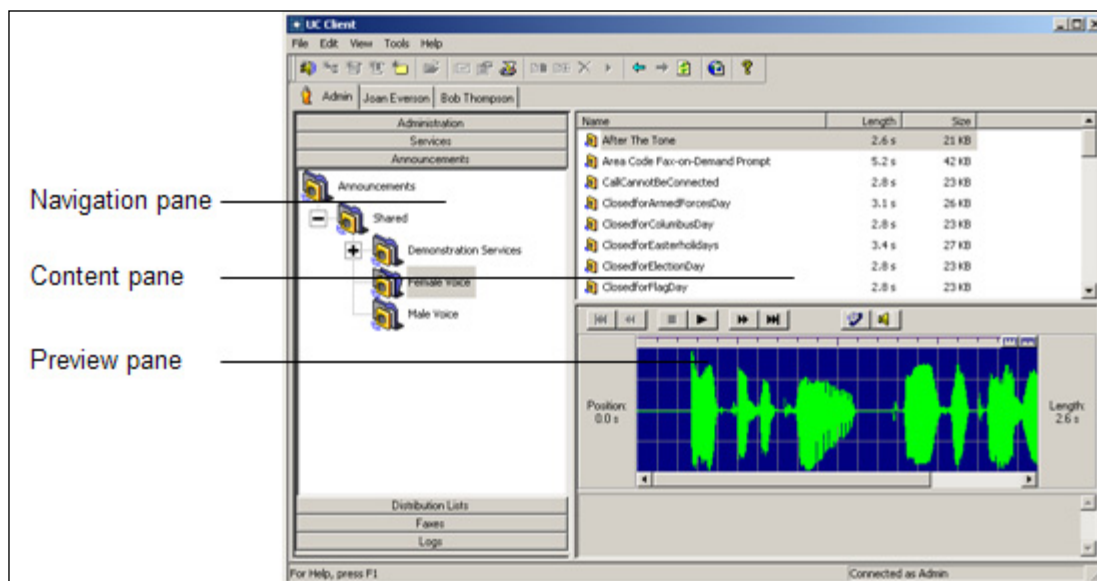 UC Client
File Edit View Tools Help
Admin Joan Everson Bob Thompson
Administration
Services
Announcements
Announcements
Shared
Demonstration Services
Female Voice
Male Voice
Distribution Lists
Faxes
Logs
Name Length Size
After The Tone 2.6 s 21 KB
Area Code Fax-on-Demand Prompt 5.2 s 42 KB
CallCannotBeConnected 2.8 s 23 KB
ClosedforArmedForcesDay 3.1 s 26 KB
ClosedforColumbusDay 2.8 s 23 KB
ClosedforEasterholidays 3.4 s 27 KB
ClosedforElectionDay 2.8 s 23 KB
ClosedforFlagDay 2.8 s 23 KB
Position:
0.0 s
Length:
2.6 s
For Help, press F1
Connected as Admin
Navigation pane
Content pane
Preview pane